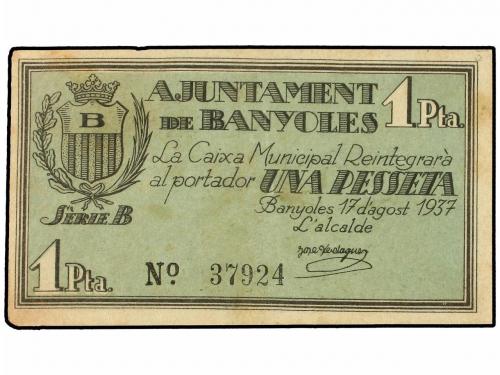 B
AJUNTAMENT
DE BANYOLES
1 Pta.
La Caixa Municipal Reintegrarà
al portador UNA PESSETA
Banyoles 17 d'agost 1937
L'alcalde
SÈRIE B
1 Pta.
Nº 37924